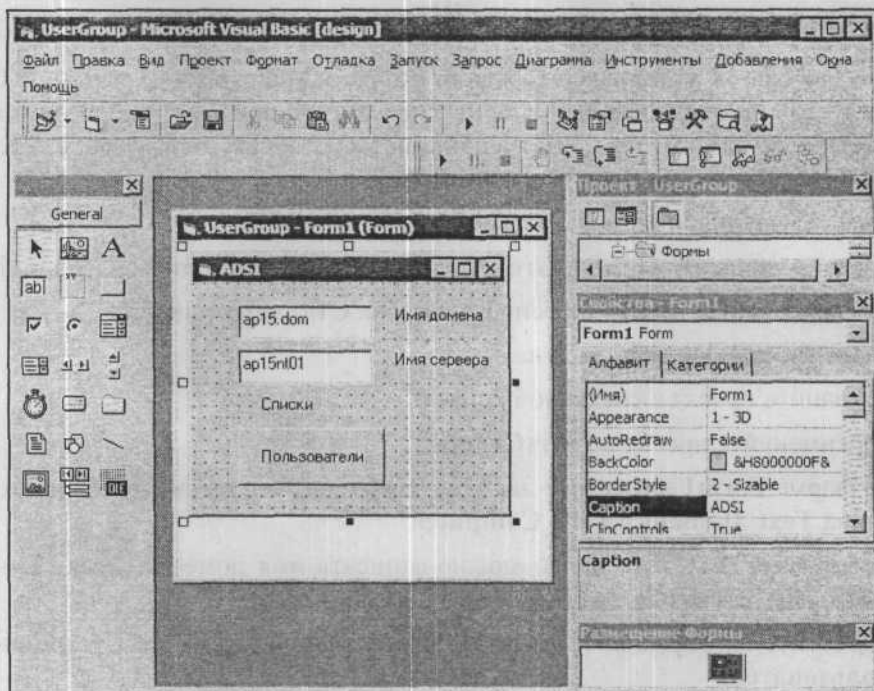 UserGroup - Microsoft Visual Basic [design]
Файл Правка Вид Проект Формат Отладка Запуск Запрос Диаграмма Инструменты Добавления Окна
Помощь
General
A
ab|
UserGroup - Form1 (Form)
ADSI
ap15.dom
Имя домена
ap15nt01
Имя сервера
Списки
Пользователи
Проект - UserGroup
Формы
Свойства - Form1
Form1 Form
Алфавит Категории
(Имя) Form1
Appearance 1 - 3D
AutoRedraw False
BackColor &H8000000F&
BorderStyle 2 - Sizable
Caption ADSI
ClipControls True
Caption
Размещение Формы